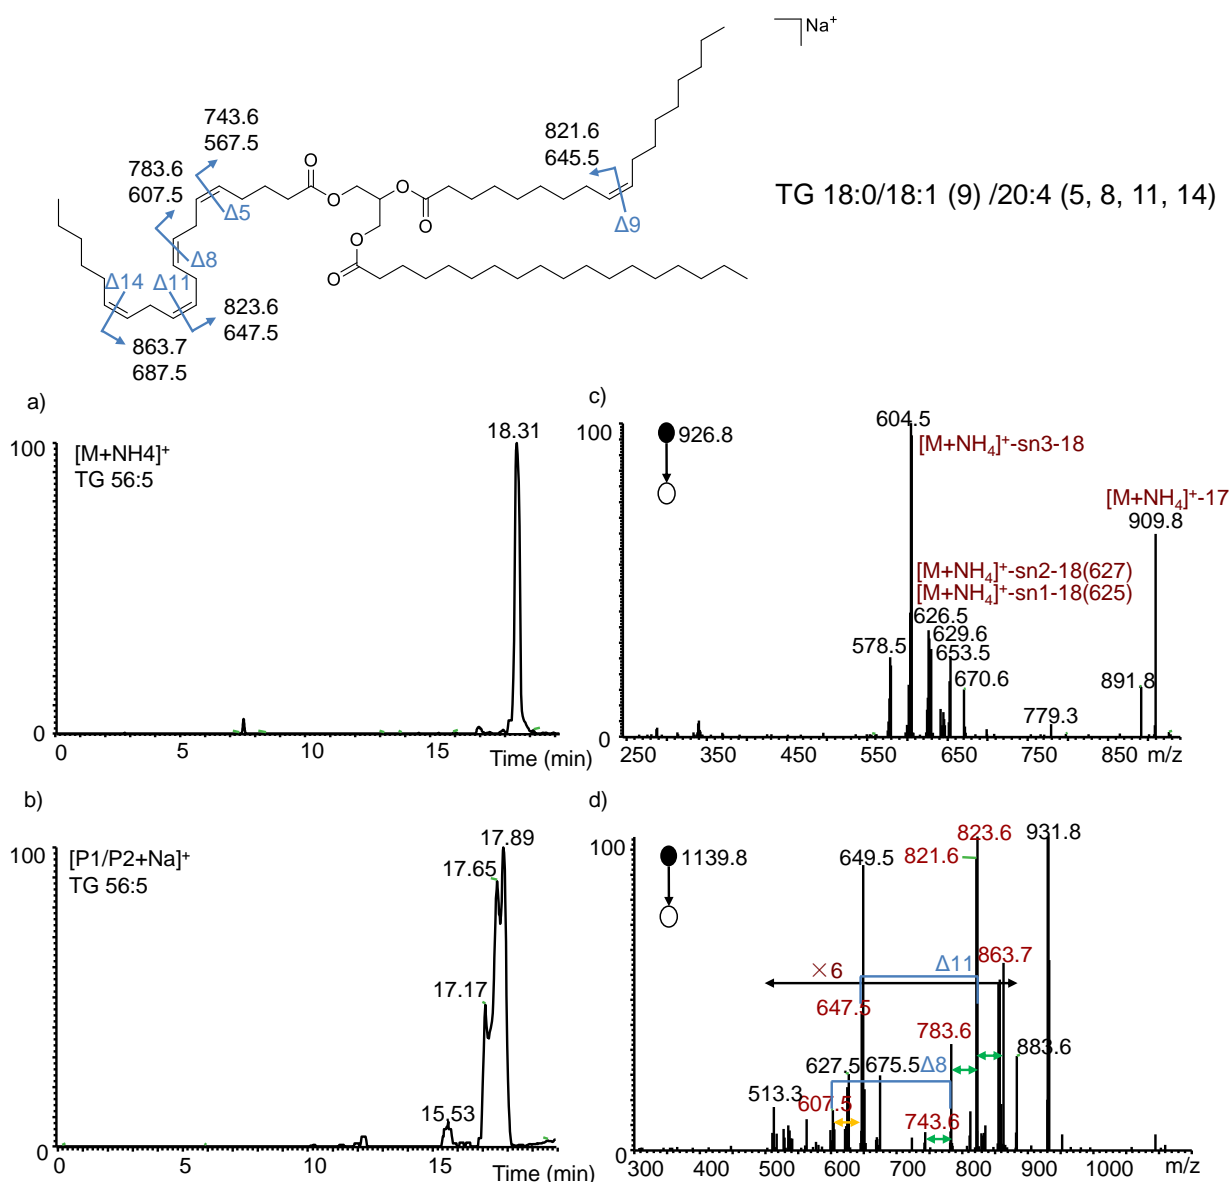 Na⁺
743.6
567.5
821.6
645.5
783.6
607.5
O
O
O
O
O
O
Δ5
Δ8
Δ9
TG 18:0/18:1 (9) /20:4 (5, 8, 11, 14)
Δ14
Δ11
823.6
647.5
863.7
687.5
a)
100
[M+NH4]⁺
TG 56:5
18.31
0
0
5
10
15
Time (min)
c)
100
926.8
604.5
[M+NH₄]⁺-sn3-18
[M+NH₄]⁺-17
909.8
[M+NH₄]⁺-sn2-18(627)
[M+NH₄]⁺-sn1-18(625)
626.5
629.6
578.5
653.5
670.6
891.8
779.3
0
250
350
450
550
650
750
850
m/z
b)
100
[P1/P2+Na]⁺
TG 56:5
17.89
17.65
17.17
15.53
0
0
5
10
15
Time (min)
d)
100
1139.8
649.5
823.6
931.8
821.6
×6
Δ11
863.7
647.5
783.6
627.5
675.5
Δ8
883.6
513.3
607.5
743.6
0
300
400
500
600
700
800
900
1000
m/z